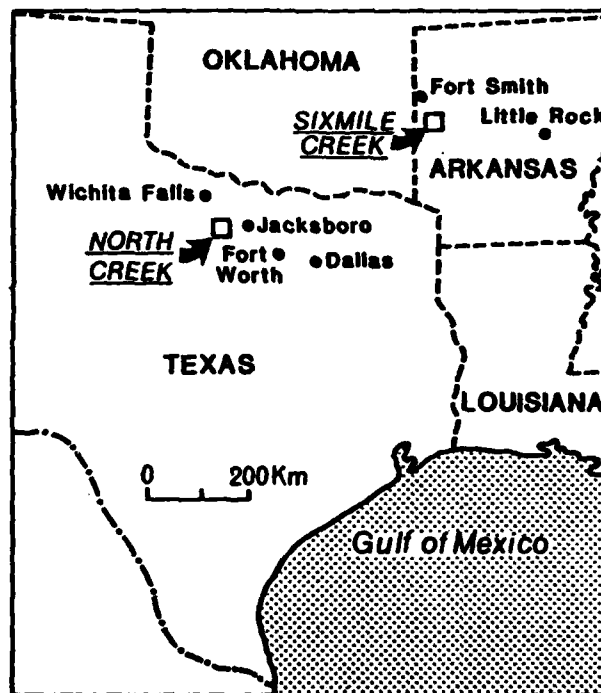 OKLAHOMA
Fort Smith
SIXMILE
CREEK
Little Rock
ARKANSAS
Wichita Falls
Jacksboro
NORTH
CREEK
Fort
Worth
Dallas
TEXAS
LOUISIANA
0 200Km
Gulf of Mexico